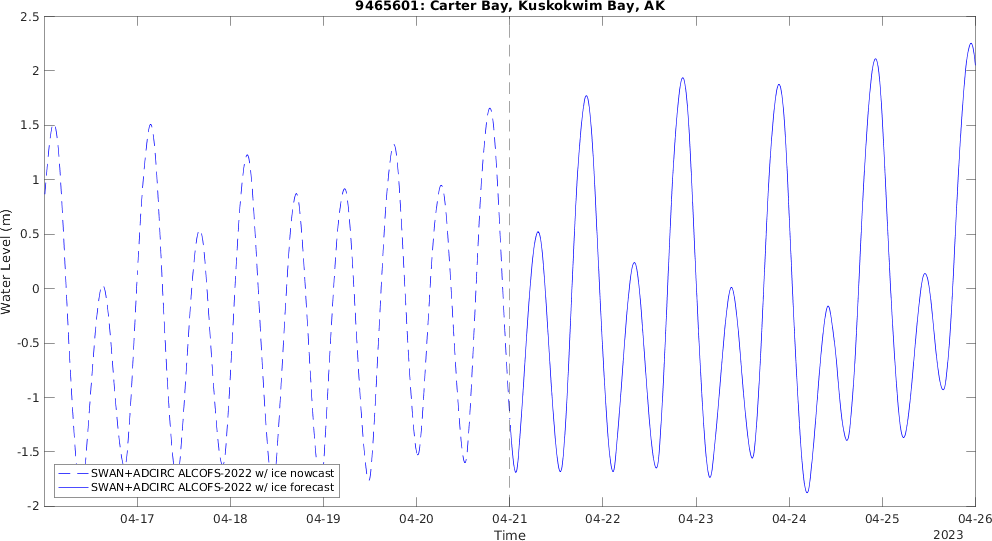 9465601: Carter Bay, Kuskokwim Bay, AK
2.5
2
1.5
1
0.5
0
-0.5
-1
-1.5
-2
Water Level (m)
SWAN+ADCIRC ALCOFS-2022 w/ ice nowcast
SWAN+ADCIRC ALCOFS-2022 w/ ice forecast
04-17 04-18 04-19 04-20 04-21 04-22 04-23 04-24 04-25 04-26
Time
2023